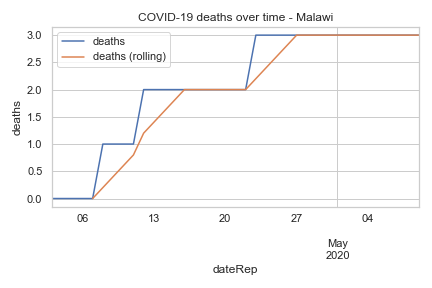 COVID-19 deaths over time - Malawi
deaths
deaths (rolling)
3.0
2.5
2.0
1.5
1.0
0.5
0.0
deaths
06 13 20 27 04
May
2020
dateRep